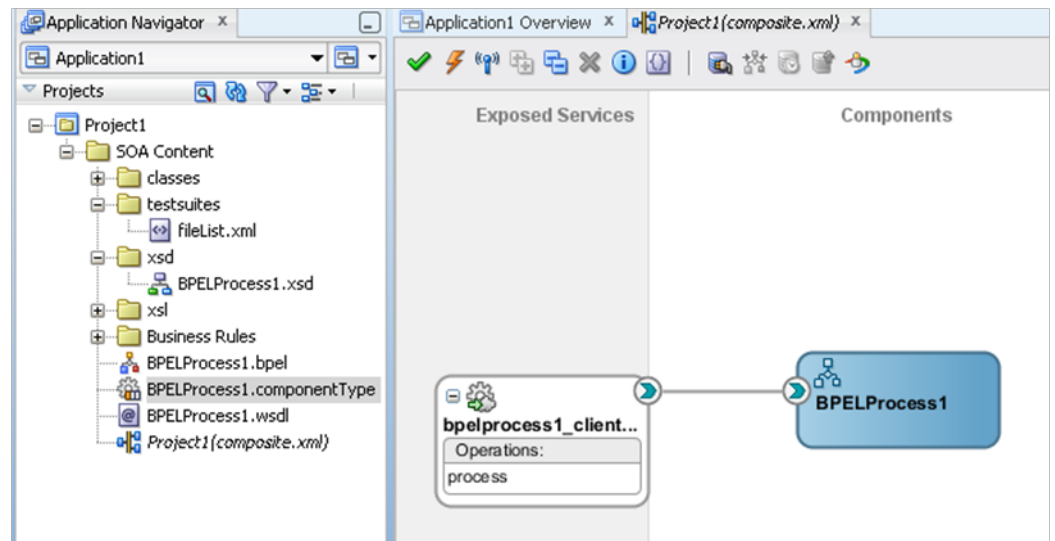 Application Navigator
Application1
Projects
Project1
SOA Content
classes
testsuites
fileList.xml
xsd
BPELProcess1.xsd
xsl
Business Rules
BPELProcess1.bpel
BPELProcess1.componentType
BPELProcess1.wsdl
Project1(composite.xml)
Application1 Overview
Project1(composite.xml)
Exposed Services
Components
bpelprocess1_client...
Operations:
process
BPELProcess1